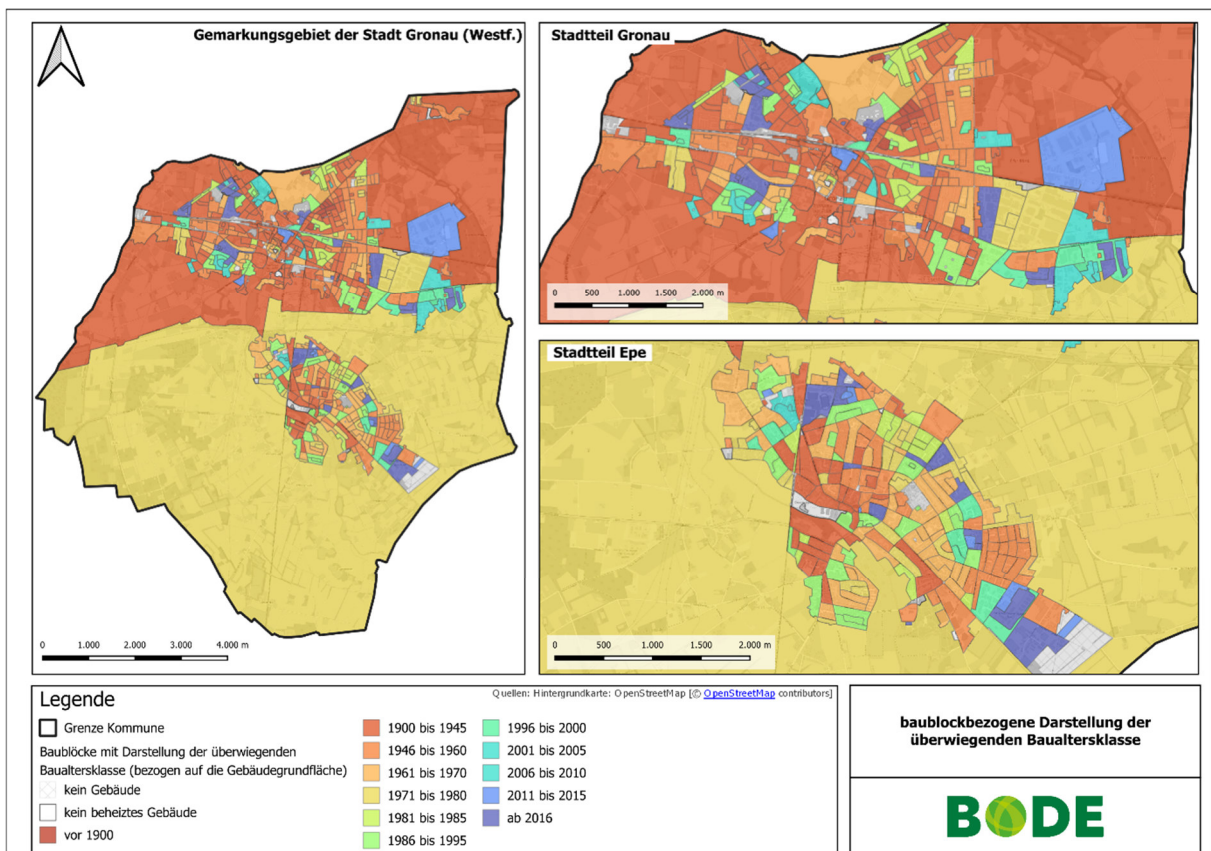 Gemarkungsgebiet der Stadt Gronau (Westf.)
0 1.000 2.000 3.000 4.000 m
Stadtteil Gronau
0 500 1.000 1.500 2.000 m
Stadtteil Epe
0 500 1.000 1.500 2.000 m
Legende
Quellen: Hintergrundkarte: OpenStreetMap [© OpenStreetMap contributors]
Grenze Kommune
Baublöcke mit Darstellung der überwiegenden
Baualtersklasse (bezogen auf die Gebäudegrundfläche)
kein Gebäude
kein beheiztes Gebäude
vor 1900
1900 bis 1945
1946 bis 1960
1961 bis 1970
1971 bis 1980
1981 bis 1985
1986 bis 1995
1996 bis 2000
2001 bis 2005
2006 bis 2010
2011 bis 2015
ab 2016
baublockbezogene Darstellung der
überwiegenden Baualtersklasse
BODE